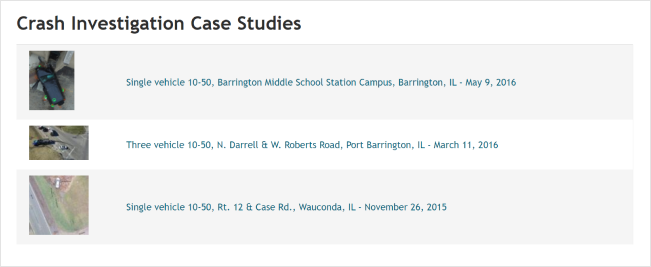 Crash Investigation Case Studies
Single vehicle 10-50, Barrington Middle School Station Campus, Barrington, IL - May 9, 2016
Three vehicle 10-50, N. Darrell & W. Roberts Road, Port Barrington, IL - March 11, 2016
Single vehicle 10-50, Rt. 12 & Case Rd., Wauconda, IL - November 26, 2015